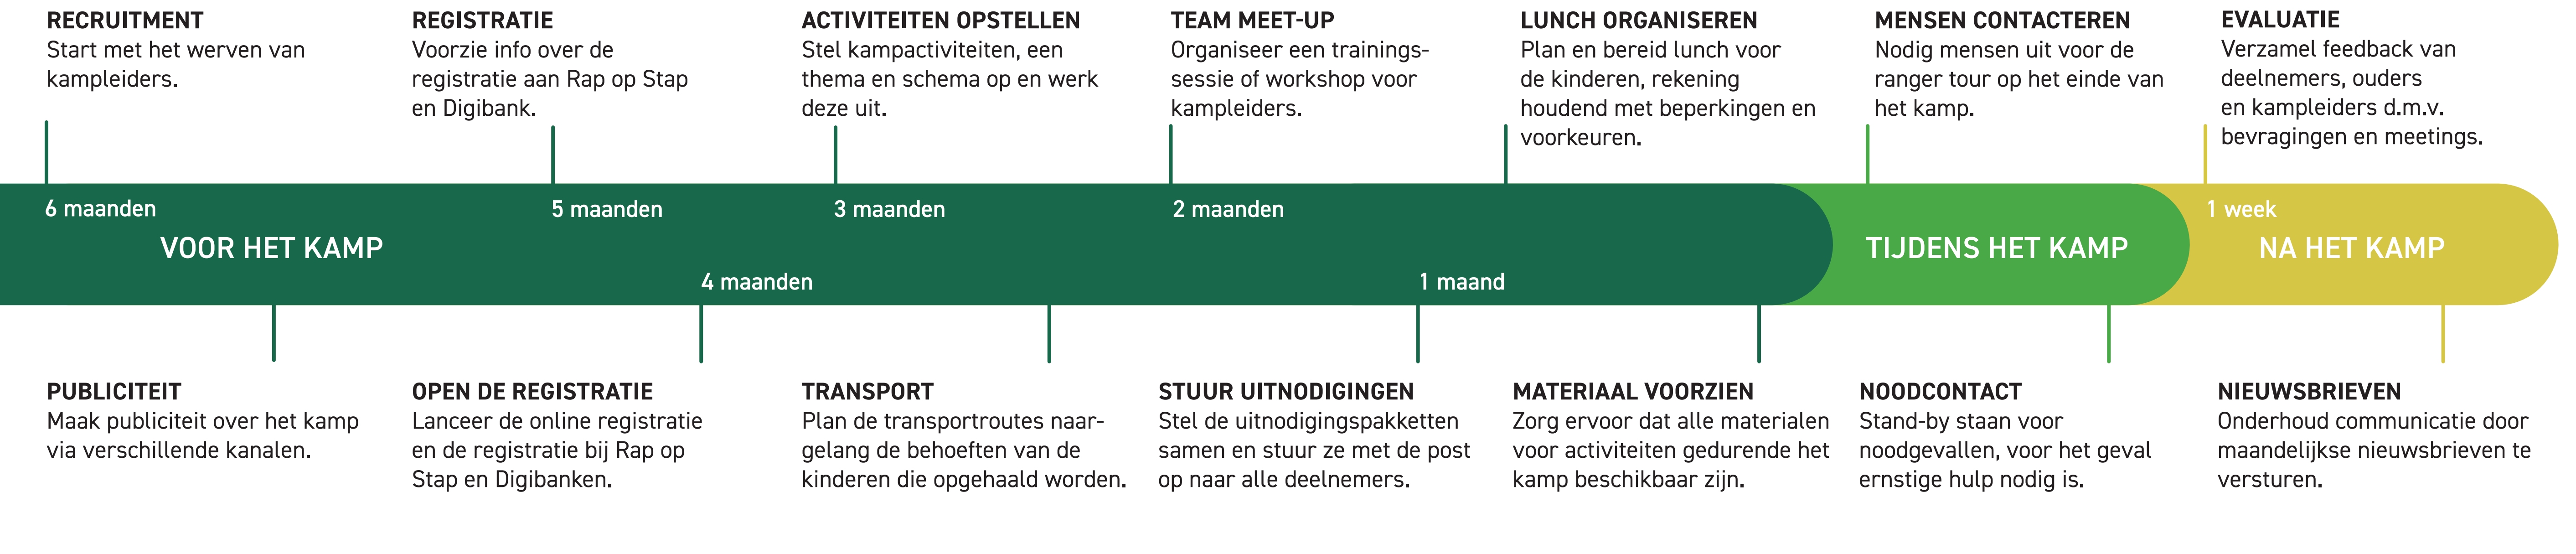 RECRUITMENT
Start met het werven van
kampleiders.
REGISTRATIE
Voorzie info over de
registratie aan Rap op Stap
en Digibank.
ACTIVITEITEN OPSTELLEN
Stel kampactiviteiten, een
thema en schema op en werk
deze uit.
TEAM MEET-UP
Organiseer een trainings-
sessie of workshop voor
kampleiders.
LUNCH ORGANISEREN
Plan en bereid lunch voor
de kinderen, rekening
houdend met beperkingen en
voorkeuren.
MENSEN CONTACTEREN
Nodig mensen uit voor de
ranger tour op het einde van
het kamp.
EVALUATIE
Verzamel feedback van
deelnemers, ouders
en kampleiders d.m.v.
bevragingen en meetings.
6 maanden
5 maanden
3 maanden
2 maanden
1 week
VOOR HET KAMP
TIJDENS HET KAMP
NA HET KAMP
4 maanden
1 maand
PUBLICITEIT
Maak publiciteit over het kamp
via verschillende kanalen.
OPEN DE REGISTRATIE
Lanceer de online registratie
en de registratie bij Rap op
Stap en Digibanken.
TRANSPORT
Plan de transportroutes naar-
gelang de behoeften van de
kinderen die opgehaald worden.
STUUR UITNODIGINGEN
Stel de uitnodigingspakketten
samen en stuur ze met de post
op naar alle deelnemers.
MATERIAAL VOORZIEN
Zorg ervoor dat alle materialen
voor activiteiten gedurende het
kamp beschikbaar zijn.
NOODCONTACT
Stand-by staan voor
noodgevallen, voor het geval
ernstige hulp nodig is.
NIEUWSBRIEVEN
Onderhoud communicatie door
maandelijkse nieuwsbrieven te
versturen.